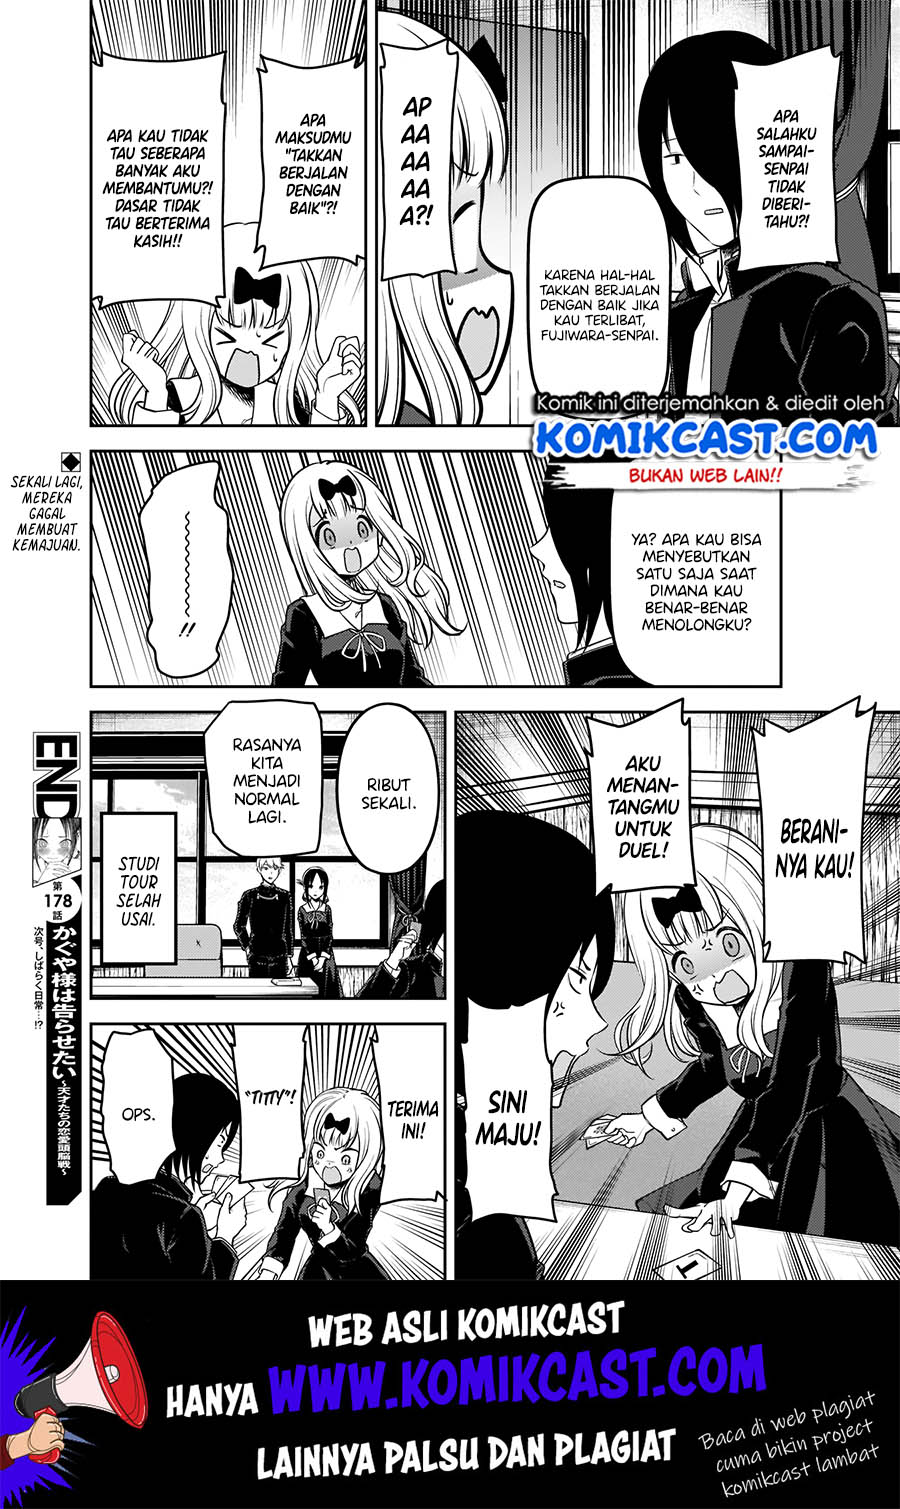 APA
SALAHKU
SAMPAI-
SENPAI
TIDAK
DIBERI-
TAHU?!
KARENA HAL-HAL
TAKKAN BERJALAN
DENGAN BAIK JIKA
KAU TERLIBAT,
FUJIWARA-SENPAI.
AP
AA
AA
AA
A?!
APA
MAKSUDMU
"TAKKAN
BERJALAN
DENGAN
BAIK"?!
APA KAU TIDAK
TAU SEBERAPA
BANYAK AKU
MEMBANTUMU?!
DASAR TIDAK
TAU BERTERIMA
KASIH!!
Komik ini diterjemahkan & diedit oleh
KOMIKCAST.COM
BUKAN WEB LAIN!!
YA? APA KAU BISA
MENYEBUTKAN
SATU SAJA SAAT
DIMANA KAU
BENAR-BENAR
MENOLONGKU?
!!
SEKALI LAGI,
MEREKA
GAGAL
MEMBUAT
KEMAJUAN.
BERANI-
NYA KAU!
AKU
MENAN-
TANGMU
UNTUK
DUEL!
SINI
MAJU!
RIBUT
SEKALI.
RASANYA
KITA
MENJADI
NORMAL
LAGI.
STUDI
TOUR
SELAH
USAI.
TERIMA
INI!
"TITTY"!
OPS.
T
END
第
178
話
かぐや様は告らせたい
~天才たちの恋愛頭脳戦~
次号、しばらく日常…!?
WEB ASLI KOMIKCAST
HANYA WWW.KOMIKCAST.COM
LAINNYA PALSU DAN PLAGIAT
Baca di web plagiat
cuma bikin project
komikcast lambat